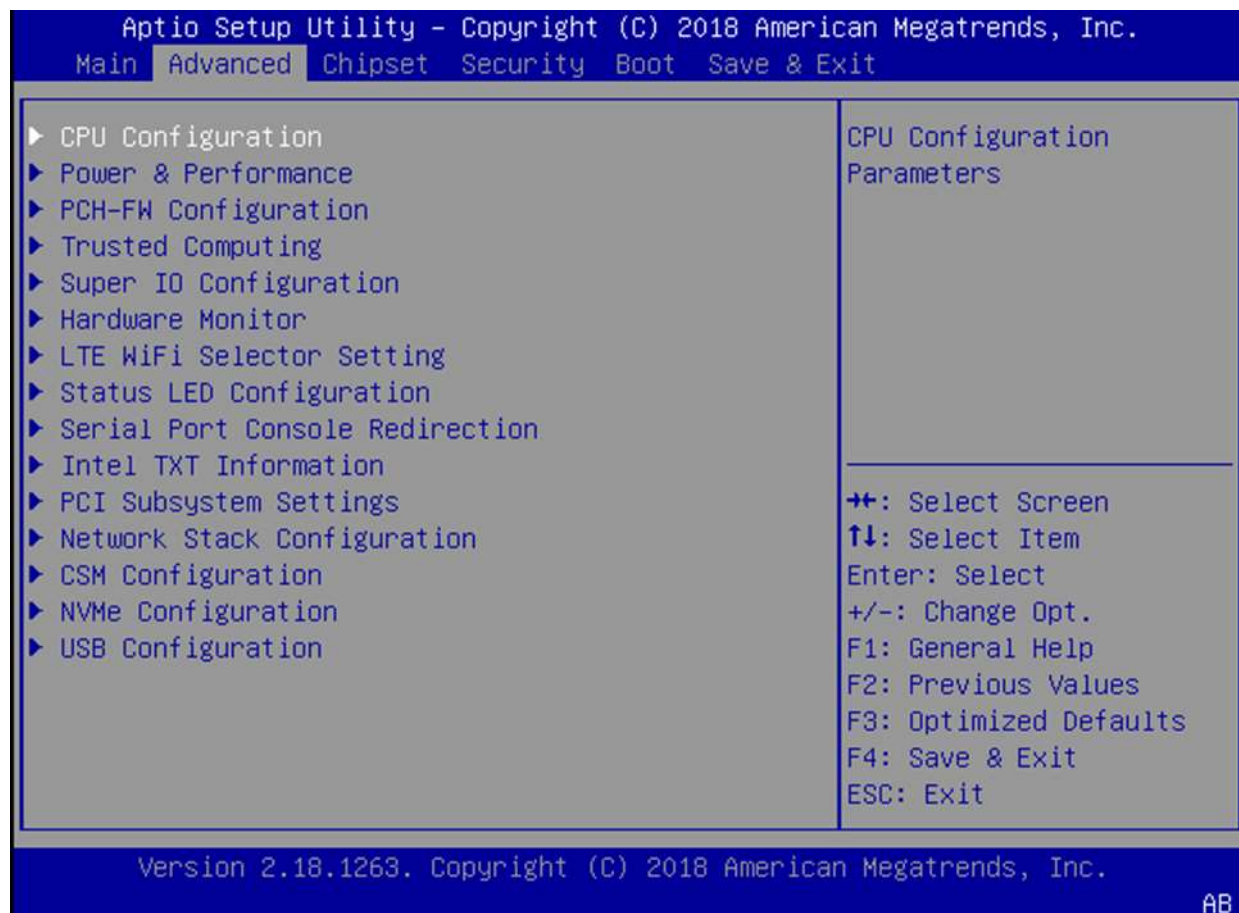 Aptio Setup Utility – Copyright (C) 2018 American Megatrends, Inc.
Main Advanced Chipset Security Boot Save & Exit
CPU Configuration
Power & Performance
PCH-FW Configuration
Trusted Computing
Super IO Configuration
Hardware Monitor
LTE WiFi Selector Setting
Status LED Configuration
Serial Port Console Redirection
Intel TXT Information
PCI Subsystem Settings
Network Stack Configuration
CSM Configuration
NVMe Configuration
USB Configuration
CPU Configuration
Parameters
→←: Select Screen
↑↓: Select Item
Enter: Select
+/-: Change Opt.
F1: General Help
F2: Previous Values
F3: Optimized Defaults
F4: Save & Exit
ESC: Exit
Version 2.18.1263. Copyright (C) 2018 American Megatrends, Inc.
AB